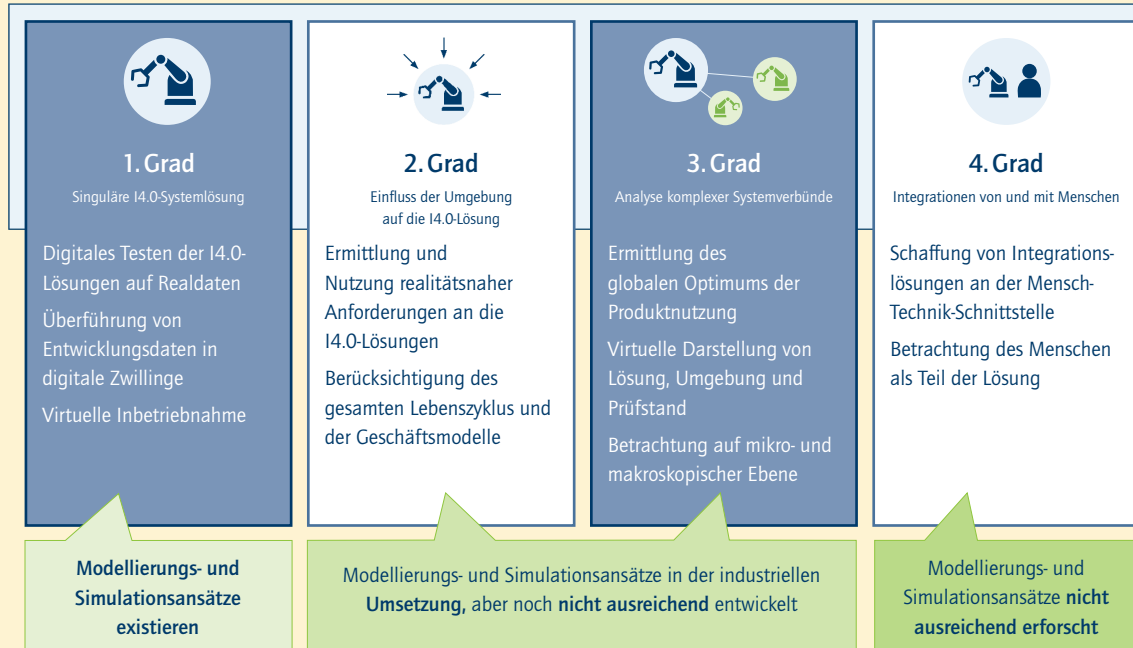 1. Grad
Singuläre I4.0-Systemlösung
Digitales Testen der I4.0-
Lösungen auf Realdaten
Überführung von
Entwicklungsdaten in
digitale Zwillinge
Virtuelle Inbetriebnahme
Modellierungs- und
Simulationsansätze
existieren
2. Grad
Einfluss der Umgebung
auf die I4.0-Lösung
Ermittlung und
Nutzung realitätsnaher
Anforderungen an die
I4.0-Lösungen
Berücksichtigung des
gesamten Lebenszyklus und
der Geschäftsmodelle
3. Grad
Analyse komplexer Systemverbünde
Ermittlung des
globalen Optimums der
Produktnutzung
Virtuelle Darstellung von
Lösung, Umgebung und
Prüfstand
Betrachtung auf mikro- und
makroskopischer Ebene
Modellierungs- und Simulationsansätze in der industriellen
Umsetzung, aber noch nicht ausreichend entwickelt
4. Grad
Integrationen von und mit Menschen
Schaffung von Integrations-
lösungen an der Mensch-
Technik-Schnittstelle
Betrachtung des Menschen
als Teil der Lösung
Modellierungs- und
Simulationsansätze nicht
ausreichend erforscht